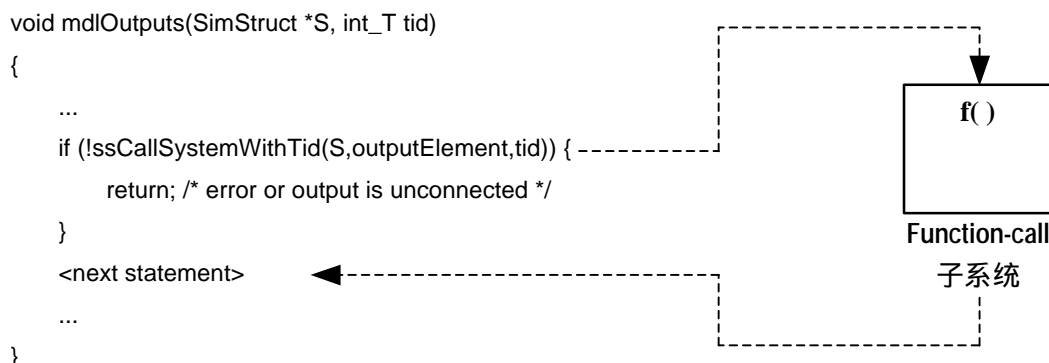 void mdlOutputs(SimStruct *S, int_T tid)
{
...
if (!ssCallSystemWithTid(S,outputElement,tid)) {
return; /* error or output is unconnected */
}
<next statement>
...
}
f( )
Function-call
子系统